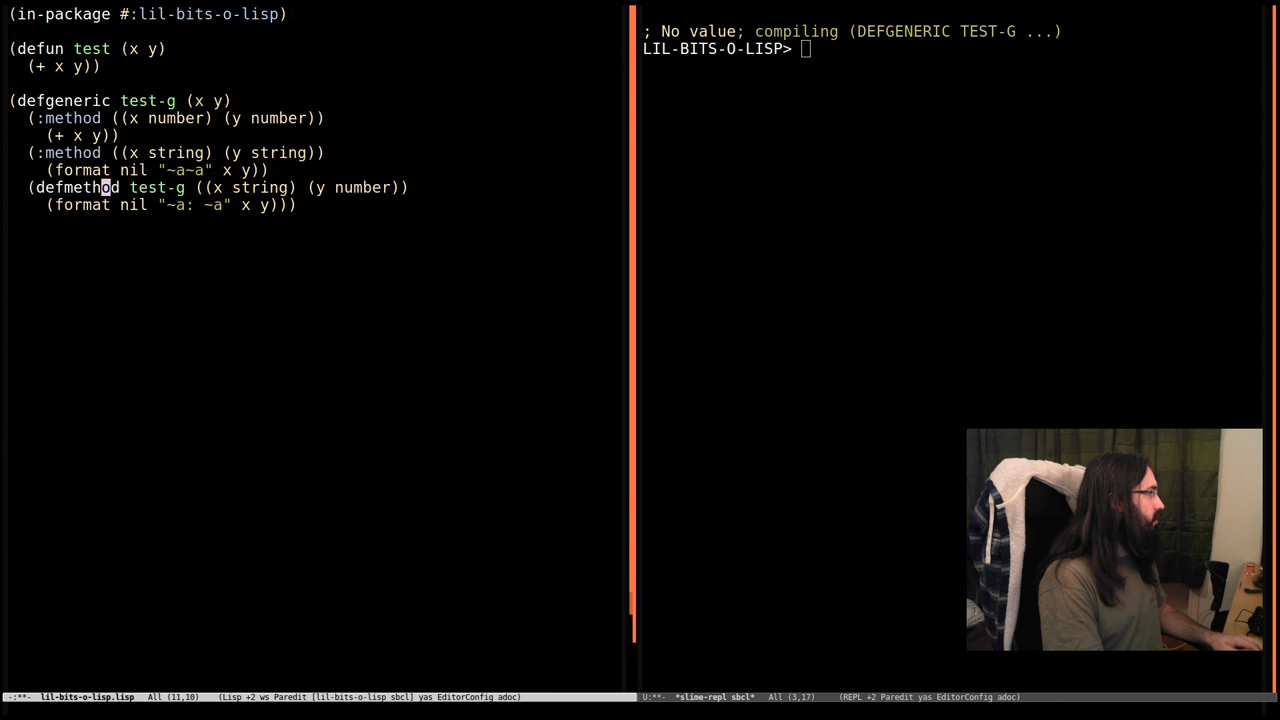 (in-package #:lil-bits-o-lisp)
(defun test (x y)
(+ x y))
(defgeneric test-g (x y)
(:method ((x number) (y number))
(+ x y))
(:method ((x string) (y string))
(format nil "~a~a" x y))
(defmethod test-g ((x string) (y number))
(format nil "~a: ~a" x y)))
-:**- lil-bits-o-lisp.lisp All (11,10) (Lisp +2 ws Paredit [lil-bits-o-lisp sbcl] yas EditorConfig adoc)
; No value; compiling (DEFGENERIC TEST-G ...)
LIL-BITS-O-LISP>
U:**- *slime-repl sbcl* All (3,17) (REPL +2 Paredit yas EditorConfig adoc)